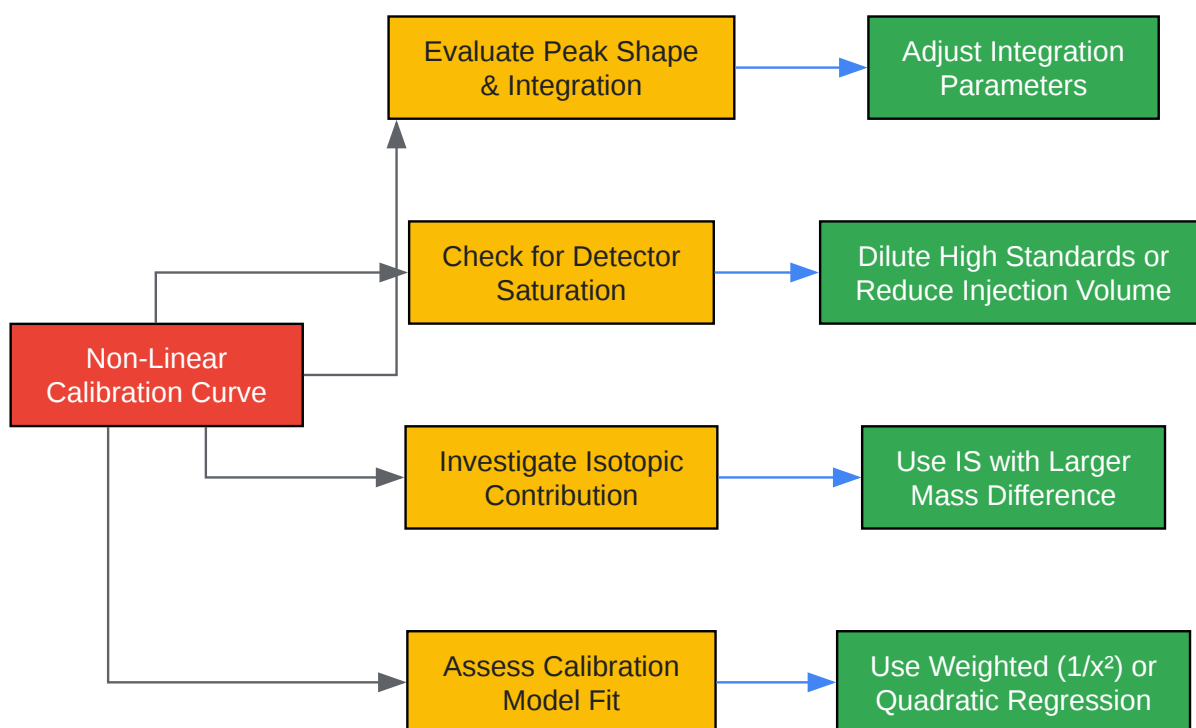 Evaluate Peak Shape
& Integration
Adjust Integration
Parameters
Check for Detector
Saturation
Dilute High Standards or
Reduce Injection Volume
Non-Linear
Calibration Curve
Investigate Isotopic
Contribution
Use IS with Larger
Mass Difference
Assess Calibration
Model Fit
Use Weighted (1/x²) or
Quadratic Regression